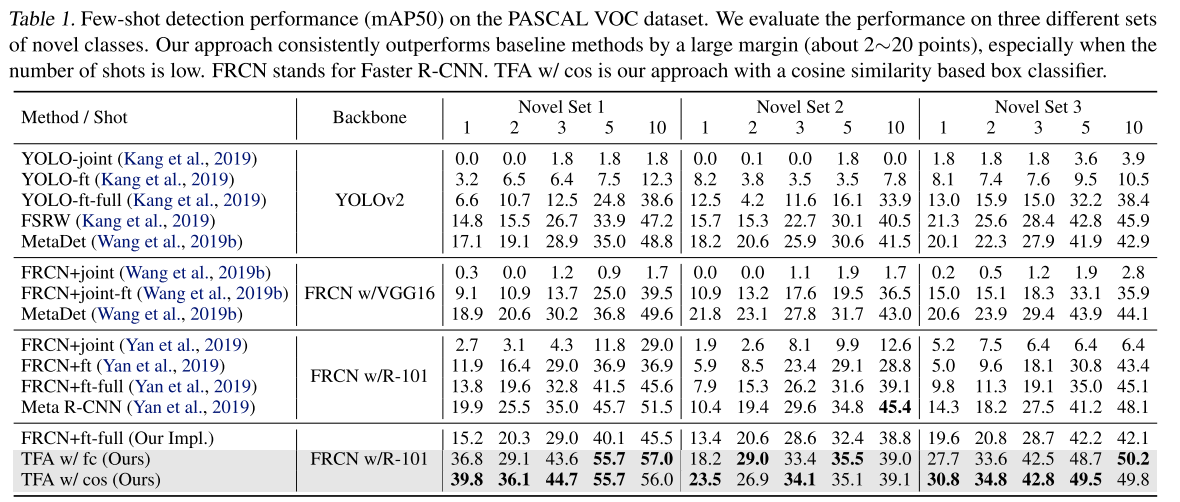 Table 1. Few-shot detection performance (mAP50) on the PASCAL VOC dataset. We evaluate the performance on three different sets
of novel classes. Our approach consistently outperforms baseline methods by a large margin (about 2∼20 points), especially when the
number of shots is low. FRCN stands for Faster R-CNN. TFA w/ cos is our approach with a cosine similarity based box classifier.
Method / Shot Backbone Novel Set 1 Novel Set 2 Novel Set 3
1 2 3 5 10 1 2 3 5 10 1 2 3 5 10
YOLO-joint (Kang et al., 2019) 0.0 0.0 1.8 1.8 1.8 0.0 0.1 0.0 1.8 0.0 1.8 1.8 1.8 3.6 3.9
YOLO-ft (Kang et al., 2019) 3.2 6.5 6.4 7.5 12.3 8.2 3.8 3.5 3.5 7.8 8.1 7.4 7.6 9.5 10.5
YOLO-ft-full (Kang et al., 2019) YOLOv2 6.6 10.7 12.5 24.8 38.6 12.5 4.2 11.6 16.1 33.9 13.0 15.9 15.0 32.2 38.4
FSRW (Kang et al., 2019) 14.8 15.5 26.7 33.9 47.2 15.7 15.3 22.7 30.1 40.5 21.3 25.6 28.4 42.8 45.9
MetaDet (Wang et al., 2019b) 17.1 19.1 28.9 35.0 48.8 18.2 20.6 25.9 30.6 41.5 20.1 22.3 27.9 41.9 42.9
FRCN+joint (Wang et al., 2019b) 0.3 0.0 1.2 0.9 1.7 0.0 0.0 1.1 1.9 1.7 0.2 0.5 1.2 1.9 2.8
FRCN+joint-ft (Wang et al., 2019b) FRCN w/VGG16 9.1 10.9 13.7 25.0 39.5 10.9 13.2 17.6 19.5 36.5 15.0 15.1 18.3 33.1 35.9
MetaDet (Wang et al., 2019b) 18.9 20.6 30.2 36.8 49.6 21.8 23.1 27.8 31.7 43.0 20.6 23.9 29.4 43.9 44.1
FRCN+joint (Yan et al., 2019) 2.7 3.1 4.3 11.8 29.0 1.9 2.6 8.1 9.9 12.6 5.2 7.5 6.4 6.4 6.4
FRCN+ft (Yan et al., 2019) FRCN w/R-101 11.9 16.4 29.0 36.9 36.9 5.9 8.5 23.4 29.1 28.8 5.0 9.6 18.1 30.8 43.4
FRCN+ft-full (Yan et al., 2019) 13.8 19.6 32.8 41.5 45.6 7.9 15.3 26.2 31.6 39.1 9.8 11.3 19.1 35.0 45.1
Meta R-CNN (Yan et al., 2019) 19.9 25.5 35.0 45.7 51.5 10.4 19.4 29.6 34.8 45.4 14.3 18.2 27.5 41.2 48.1
FRCN+ft-full (Our Impl.) 15.2 20.3 29.0 40.1 45.5 13.4 20.6 28.6 32.4 38.8 19.6 20.8 28.7 42.2 42.1
TFA w/ fc (Ours) FRCN w/R-101 36.8 29.1 43.6 55.7 57.0 18.2 29.0 33.4 35.5 39.0 27.7 33.6 42.5 48.7 50.2
TFA w/ cos (Ours) 39.8 36.1 44.7 55.7 56.0 23.5 26.9 34.1 35.1 39.1 30.8 34.8 42.8 49.5 49.8